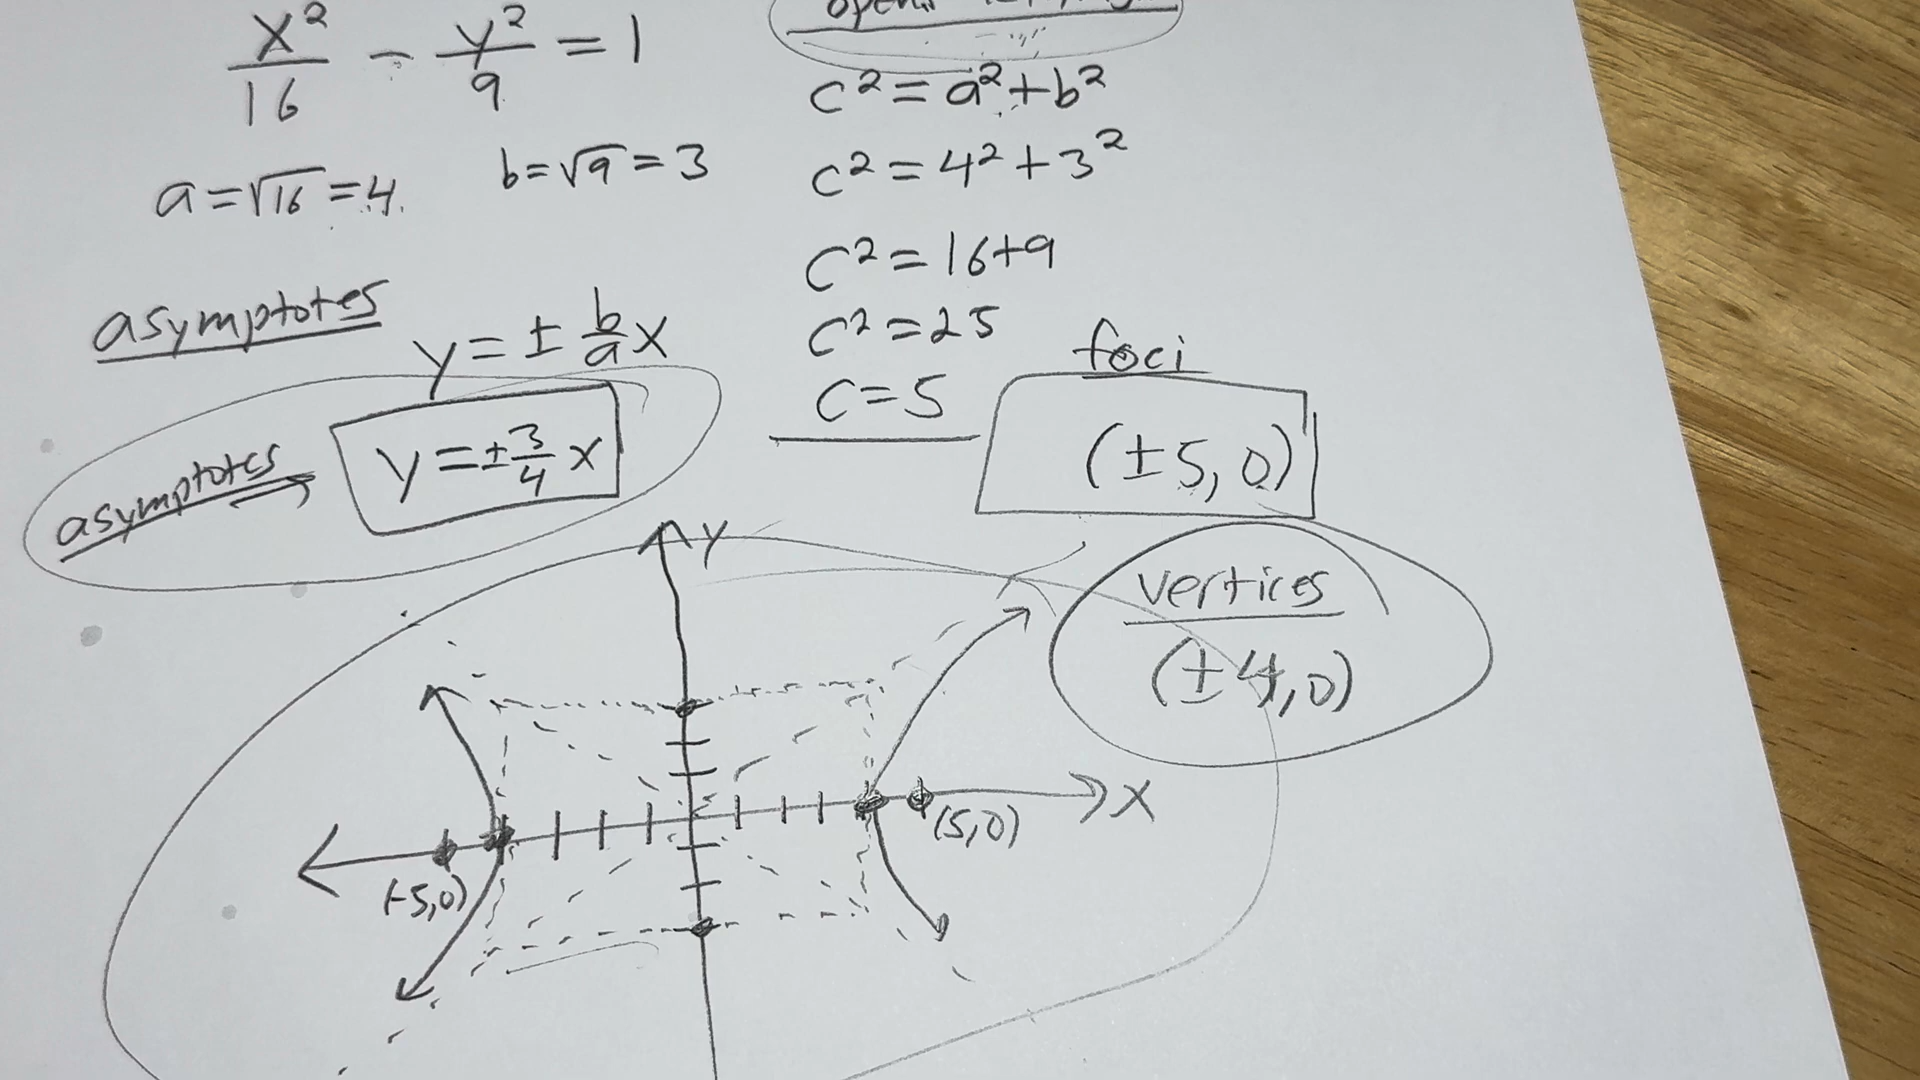 x²/16 - y²/9 = 1
a = √16 = 4
b = √9 = 3
c² = a² + b²
c² = 4² + 3²
c² = 16+9
c² = 25
c = 5
asymptotes
y = ± b/a x
asymptotes → y = ± 3/4 x
foci
(±5, 0)
vertices
(±4, 0)
y
x
(5,0)
(-5,0)